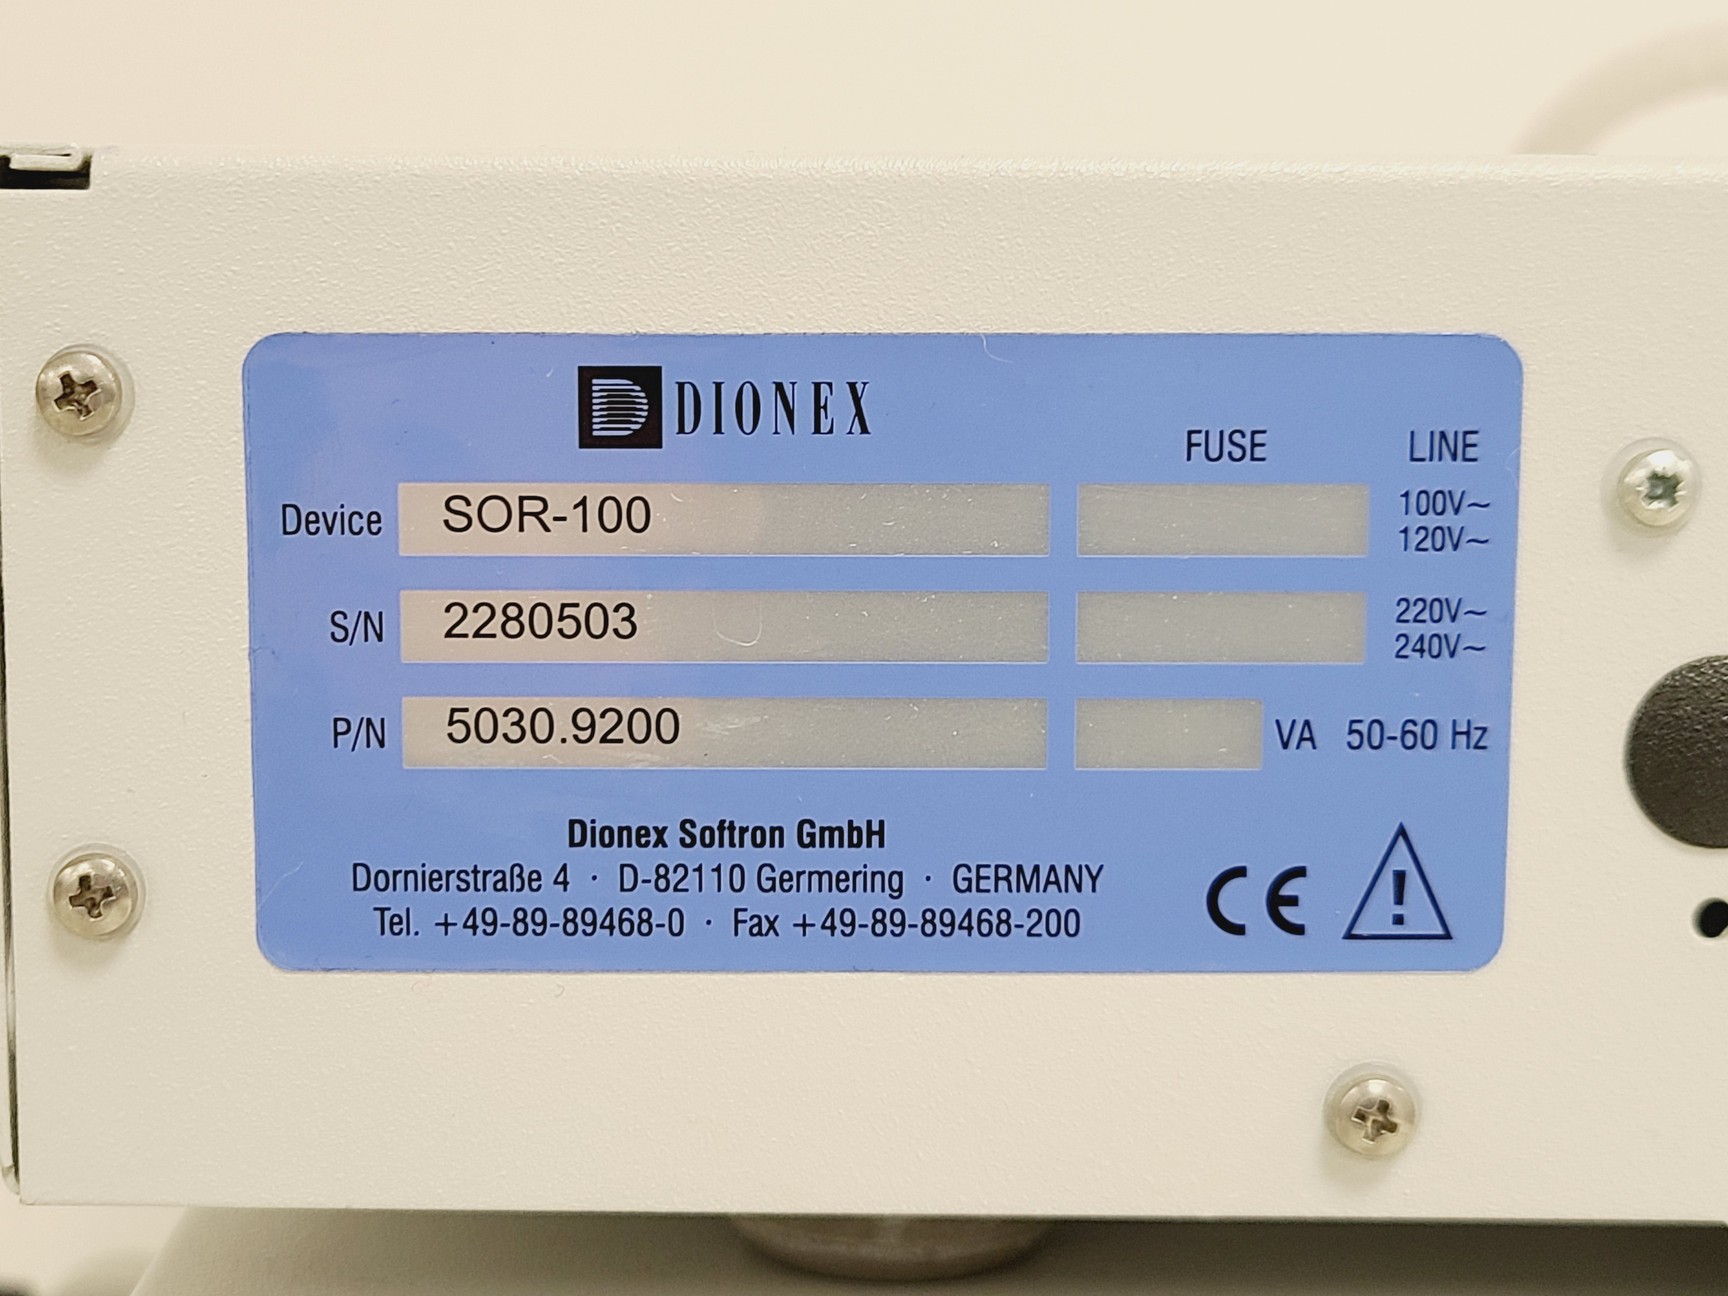 DIONEX
FUSE LINE
Device SOR-100 100V~
120V~
S/N 2280503 220V~
240V~
P/N 5030.9200 VA 50-60 Hz
Dionex Softron GmbH
Dornierstraße 4 · D-82110 Germering · GERMANY
Tel. +49-89-89468-0 · Fax +49-89-89468-200
CE !